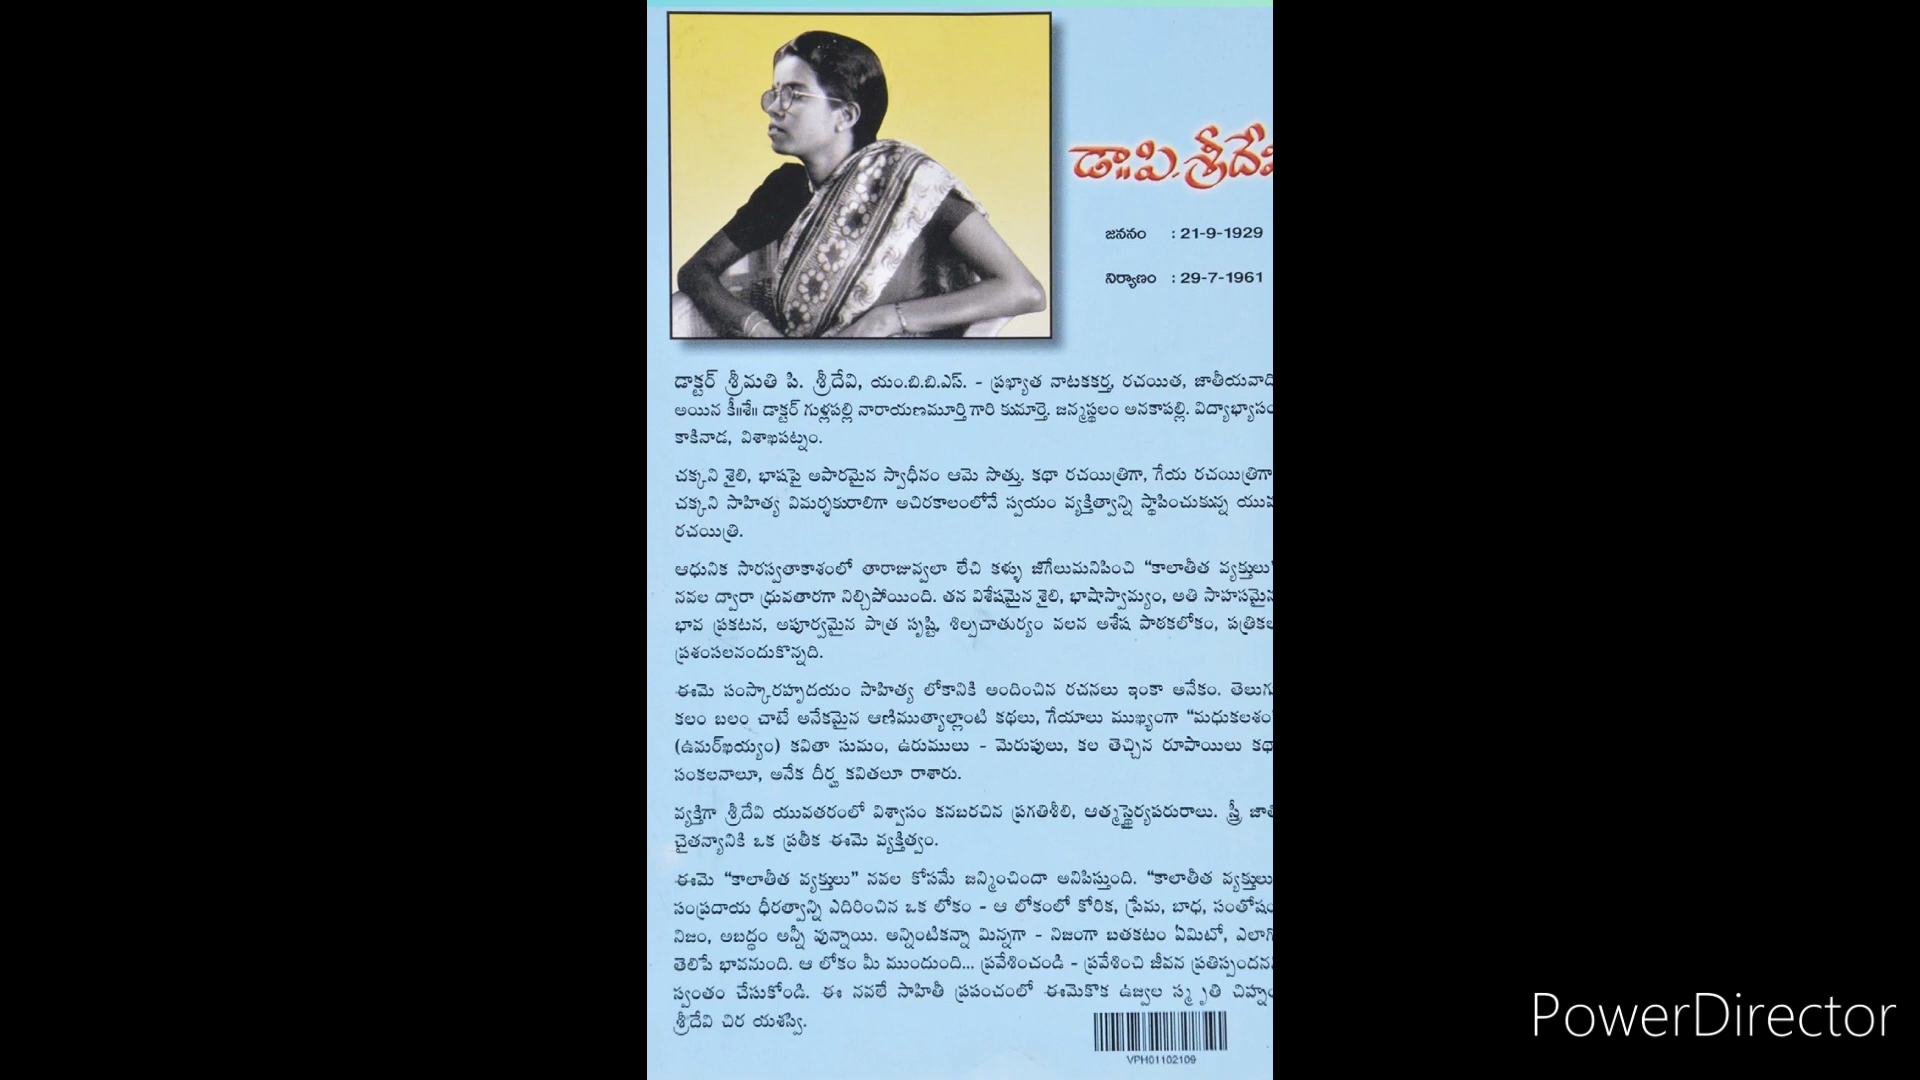 డా॥పి.శ్రీదేవి
జననం : 21-9-1929
నిర్యాణం : 29-7-1961
డాక్టర్ శ్రీమతి పి. శ్రీదేవి, యం.బి.బి.ఎస్. - ప్రఖ్యాత నాటకకర్త, రచయిత, జాతీయవాది
అయిన కీ॥శే॥ డాక్టర్ గుళ్లపల్లి నారాయణమూర్తి గారి కుమార్తె. జన్మస్థలం అనకాపల్లి. విద్యాభ్యాసం
కాకినాడ, విశాఖపట్నం.
చక్కని శైలి, భాషపై అపారమైన స్వాధీనం ఆమె సొత్తు. కథా రచయిత్రిగా, గేయ రచయిత్రిగా
చక్కని సాహిత్య విమర్శకురాలిగా అచిరకాలంలోనే స్వయం వ్యక్తిత్వాన్ని స్థాపించుకున్న యువ
రచయిత్రి.
ఆధునిక సారస్వతాకాశంలో తారాజువ్వలా లేచి కళ్ళు జిగేలుమనిపించి “కాలాతీత వ్యక్తులు”
నవల ద్వారా ధ్రువతారగా నిల్చిపోయింది. తన విశేషమైన శైలి, భాషాస్వామ్యం, అతి సాహసమైన
భావ ప్రకటన, అపూర్వమైన పాత్ర సృష్టి, శిల్పచాతుర్యం వలన అశేష పాఠకలోకం, పత్రికల
ప్రశంసలనందుకొన్నది.
ఈమె సంస్కారహృదయం సాహిత్య లోకానికి అందించిన రచనలు ఇంకా అనేకం. తెలుగు
కలం బలం చాటే అనేకమైన ఆణిముత్యాల్లాంటి కథలు, గేయాలు ముఖ్యంగా “మధుకలశం”
(ఉమర్‌ఖయ్యం) కవితా సుమం, ఉరుములు - మెరుపులు, కల తెచ్చిన రూపాయిలు కథా
సంకలనాలూ, అనేక దీర్ఘ కవితలూ రాశారు.
వ్యక్తిగా శ్రీదేవి యువతరంలో విశ్వాసం కనబరచిన ప్రగతిశీలి, ఆత్మస్థైర్యపరురాలు. స్త్రీ జాతి
చైతన్యానికి ఒక ప్రతీక ఈమె వ్యక్తిత్వం.
ఈమె “కాలాతీత వ్యక్తులు” నవల కోసమే జన్మించిందా అనిపిస్తుంది. “కాలాతీత వ్యక్తులు
సంప్రదాయ ధీరత్వాన్ని ఎదిరించిన ఒక లోకం - ఆ లోకంలో కోరిక, ప్రేమ, బాధ, సంతోషం
నిజం, అబద్ధం అన్నీ వున్నాయి. అన్నింటికన్నా మిన్నగా - నిజంగా బతకటం ఏమిటో, ఎలాగో
తెలిపే భావనుంది. ఆ లోకం మీ ముందుంది... ప్రవేశించండి - ప్రవేశించి జీవన ప్రతిస్పందనను
స్వంతం చేసుకోండి. ఈ నవలే సాహితీ ప్రపంచంలో ఈమెకొక ఉజ్వల స్మృతి చిహ్నం
శ్రీదేవి చిర యశస్వి.
VPH01102109
PowerDirector